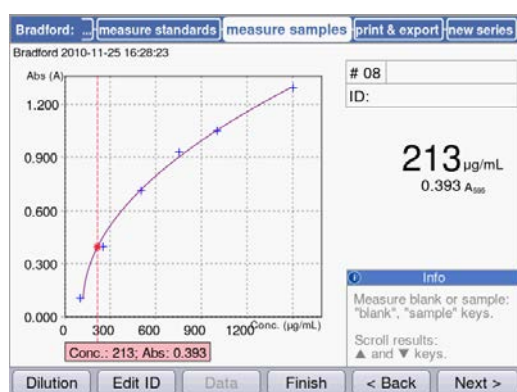 Bradford: ... measure standards measure samples print & export new series
Bradford 2010-11-25 16:28:23
Abs (A)
1.200
0.900
0.600
0.300
0.000
0 300 600 900 1200 Conc. (µg/mL)
Conc.: 213; Abs: 0.393
# 08
ID:
213 µg/mL
0.393 A595
Info
Measure blank or sample:
"blank", "sample" keys.
Scroll results:
▲ and ▼ keys.
Dilution Edit ID Data Finish < Back Next >